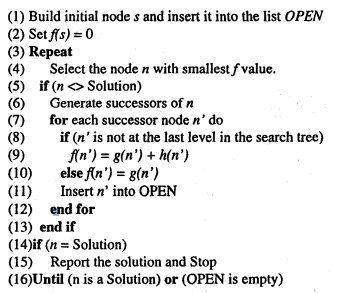 (1) Build initial node s and insert it into the list OPEN
(2) Set f(s) = 0
(3) Repeat
(4) Select the node n with smallest f value.
(5) if (n <> Solution)
(6) Generate successors of n
(7) for each successor node n' do
(8) if (n' is not at the last level in the search tree)
(9) f(n') = g(n') + h(n')
(10) else f(n') = g(n')
(11) Insert n' into OPEN
(12) end for
(13) end if
(14)if (n = Solution)
(15) Report the solution and Stop
(16)Until (n is a Solution) or (OPEN is empty)